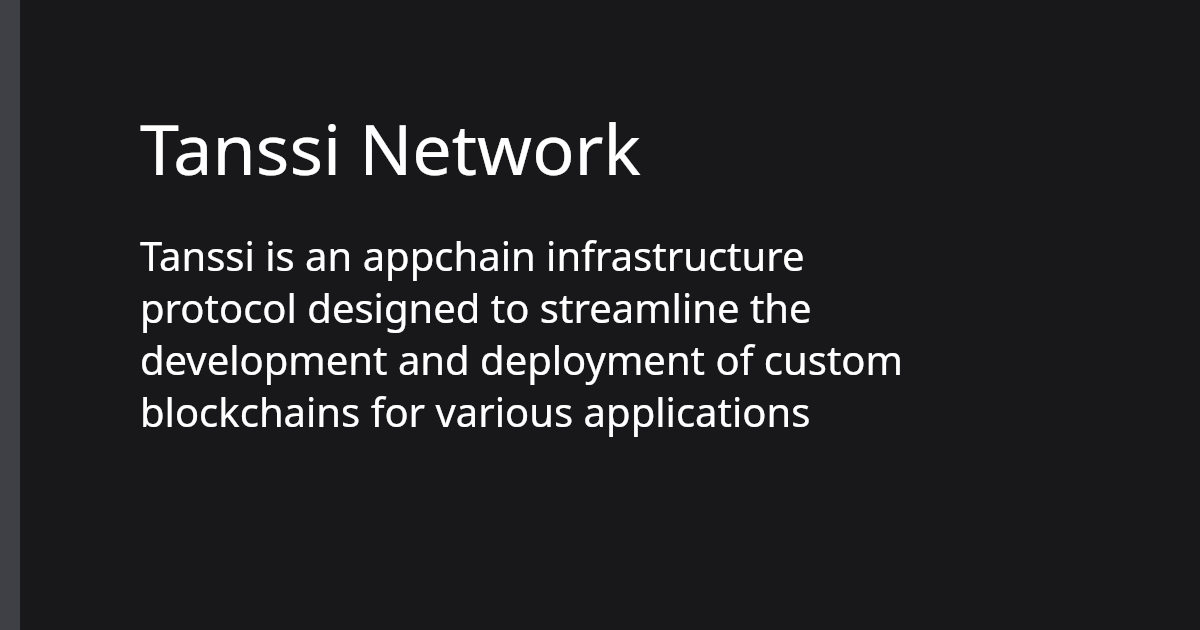 Tanssi Network
Tanssi is an appchain infrastructure
protocol designed to streamline the
development and deployment of custom
blockchains for various applications